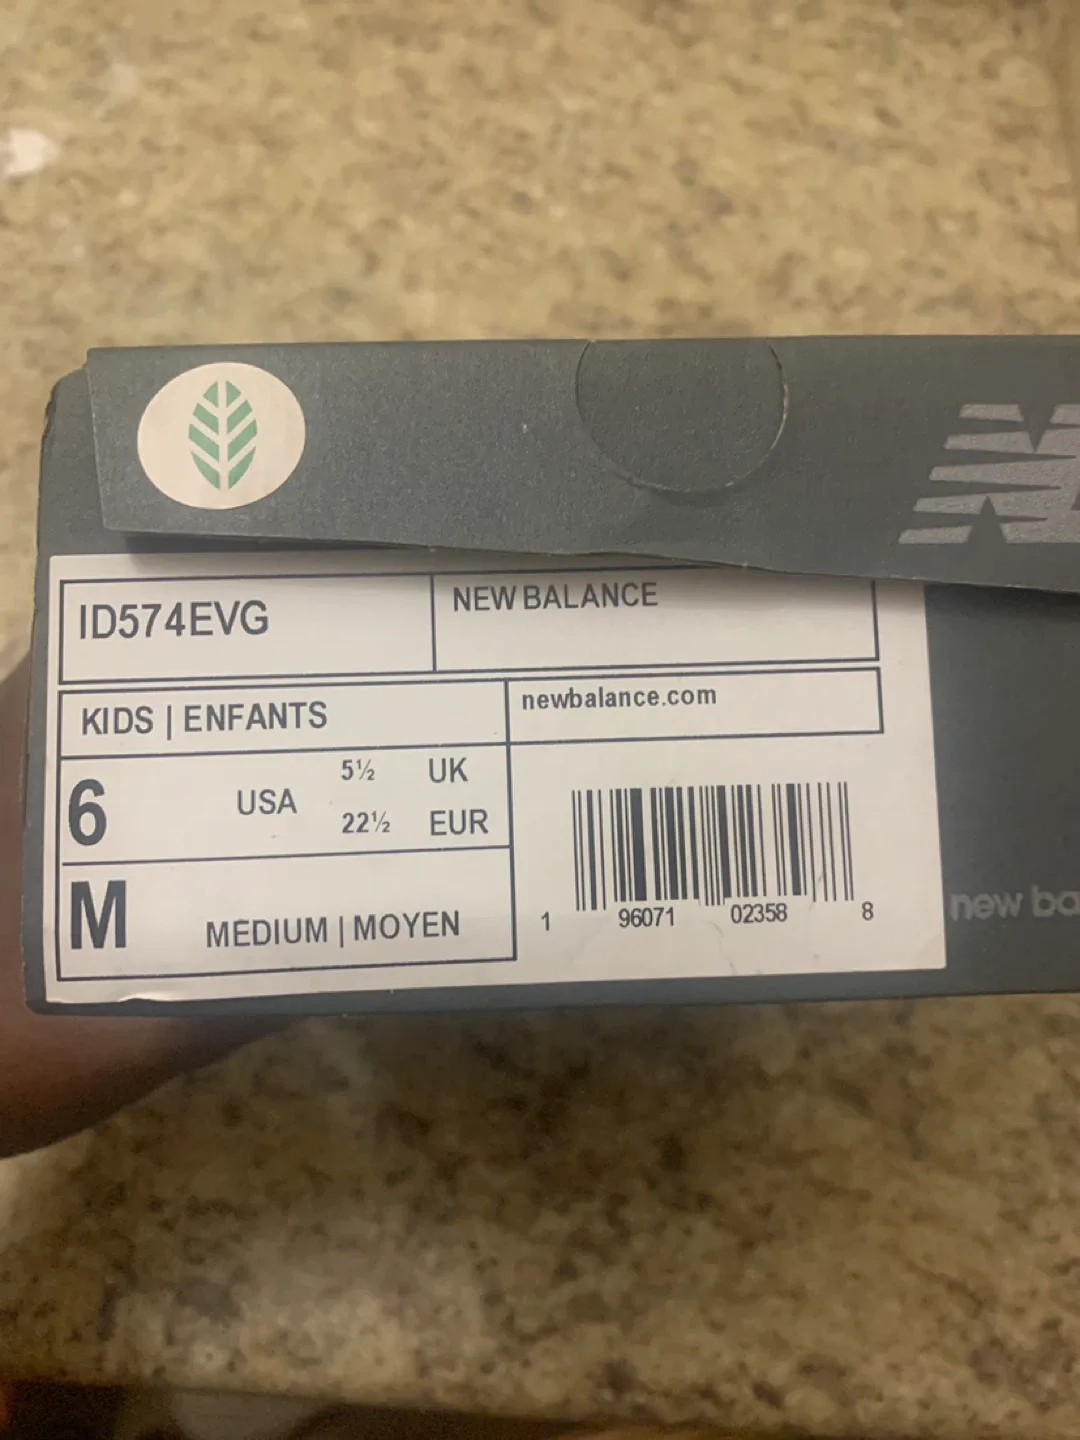 ID574EVG
NEW BALANCE
KIDS | ENFANTS
newbalance.com
6 USA 5½ UK
22½ EUR
M MEDIUM | MOYEN
1 96071 02358 8
new ba